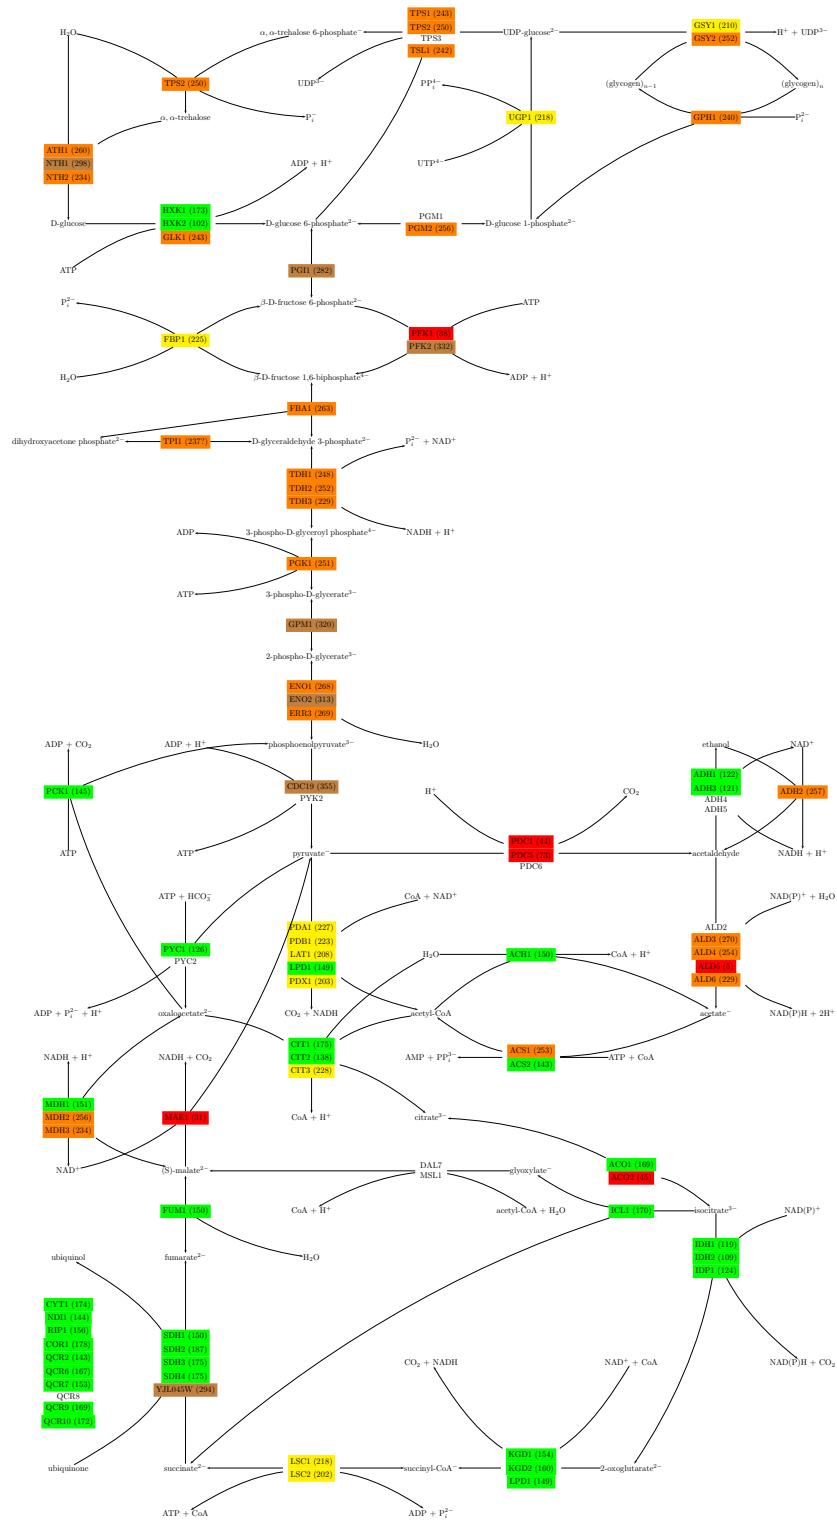 TPS1 (243)
TPS2 (250)
TPS3
TSL1 (242)
GSY1 (210)
GSY2 (252)
H₂O
α, α-trehalose 6-phosphate⁻
UDP-glucose²⁻
H⁺ + UDP³⁻
TPS2 (250)
UDP³⁻
PP⁴⁻ᵢ
(glycogen)ₙ₋₁
(glycogen)ₙ
α, α-trehalose
P⁻ᵢ
UGP1 (218)
GPH1 (240)
P²⁻ᵢ
ATH1 (260)
NTH1 (298)
NTH2 (234)
ADP + H⁺
UTP⁴⁻
D-glucose
HXK1 (173)
HXK2 (102)
GLK1 (243)
D-glucose 6-phosphate²⁻
PGM1
PGM2 (256)
D-glucose 1-phosphate²⁻
ATP
PGI1 (282)
P²⁻ᵢ
β-D-fructose 6-phosphate²⁻
ATP
FBP1 (225)
PFK1 (58)
PFK2 (332)
H₂O
β-D-fructose 1,6-biphosphate⁴⁻
ADP + H⁺
FBA1 (263)
dihydroxyacetone phosphate²⁻
TPI1 (237?)
D-glyceraldehyde 3-phosphate²⁻
P²⁻ᵢ + NAD⁺
TDH1 (248)
TDH2 (252)
TDH3 (229)
ADP
3-phospho-D-glyceroyl phosphate⁴⁻
NADH + H⁺
PGK1 (251)
ATP
3-phospho-D-glycerate³⁻
GPM1 (320)
2-phospho-D-glycerate³⁻
ENO1 (268)
ENO2 (313)
ERR3 (269)
ADP + CO₂
ADP + H⁺
phosphoenolpyruvate³⁻
H₂O
ethanol
NAD⁺
PCK1 (145)
CDC19 (355)
PYK2
H⁺
CO₂
ADH1 (122)
ADH3 (121)
ADH4
ADH5
ADH2 (257)
ATP
ATP
pyruvate⁻
PDC1 (44)
PDC5 (73)
PDC6
acetaldehyde
NADH + H⁺
ATP + HCO⁻₃
CoA + NAD⁺
NAD(P)⁺ + H₂O
PYC1 (126)
PYC2
PDA1 (227)
PDB1 (223)
LAT1 (208)
LPD1 (149)
PDX1 (203)
H₂O
ACH1 (150)
CoA + H⁺
ALD2
ALD3 (270)
ALD4 (254)
ALD6 (229)
ADP + P²⁻ᵢ + H⁺
oxaloacetate²⁻
CO₂ + NADH
acetyl-CoA
acetate⁻
NAD(P)H + 2H⁺
NADH + H⁺
NADH + CO₂
CIT1 (175)
CIT2 (138)
CIT3 (228)
AMP + PP³⁻ᵢ
ACS1 (253)
ACS2 (143)
ATP + CoA
MDH1 (151)
MDH2 (256)
MDH3 (234)
MAE1 (31)
CoA + H⁺
citrate³⁻
NAD⁺
(S)-malate²⁻
DAL7
MSL1
glyoxylate⁻
ACO1 (169)
ACO2 (45)
FUM1 (150)
CoA + H⁺
acetyl-CoA + H₂O
ICL1 (170)
isocitrate³⁻
NAD(P)⁺
ubiquinol
fumarate²⁻
H₂O
IDH1 (119)
IDH2 (109)
IDP1 (124)
CYT1 (174)
NDI1 (144)
RIP1 (156)
COR1 (178)
QCR2 (143)
QCR6 (167)
QCR7 (153)
QCR8
QCR9 (169)
QCR10 (172)
SDH1 (150)
SDH2 (187)
SDH3 (175)
SDH4 (175)
YJL045W (294)
CO₂ + NADH
NAD⁺ + CoA
NAD(P)H + CO₂
ubiquinone
succinate²⁻
LSC1 (218)
LSC2 (202)
succinyl-CoA⁻
KGD1 (154)
KGD2 (160)
LPD1 (149)
2-oxoglutarate²⁻
ATP + CoA
ADP + P²⁻ᵢ